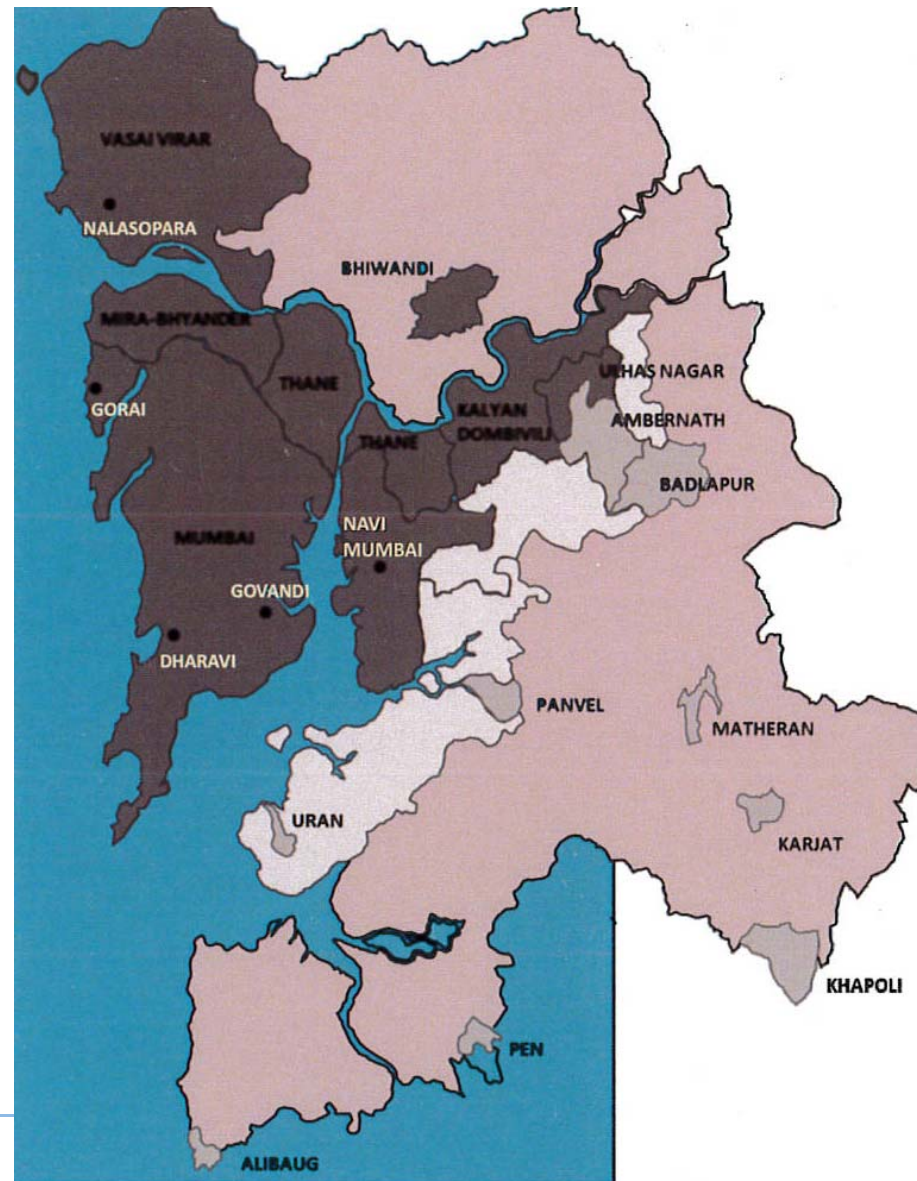 VASAI VIRAR
NALASOPARA
BHIWANDI
MIRA-BHYANDER
THANE
ULHAS NAGAR
GORAI
KALYAN
DOMBIVILI
AMBERNATH
THANE
BADLAPUR
NAVI
MUMBAI
MUMBAI
GOVANDI
DHARAVI
PANVEL
MATHERAN
URAN
KARJAT
KHAPOLI
PEN
ALIBAUG